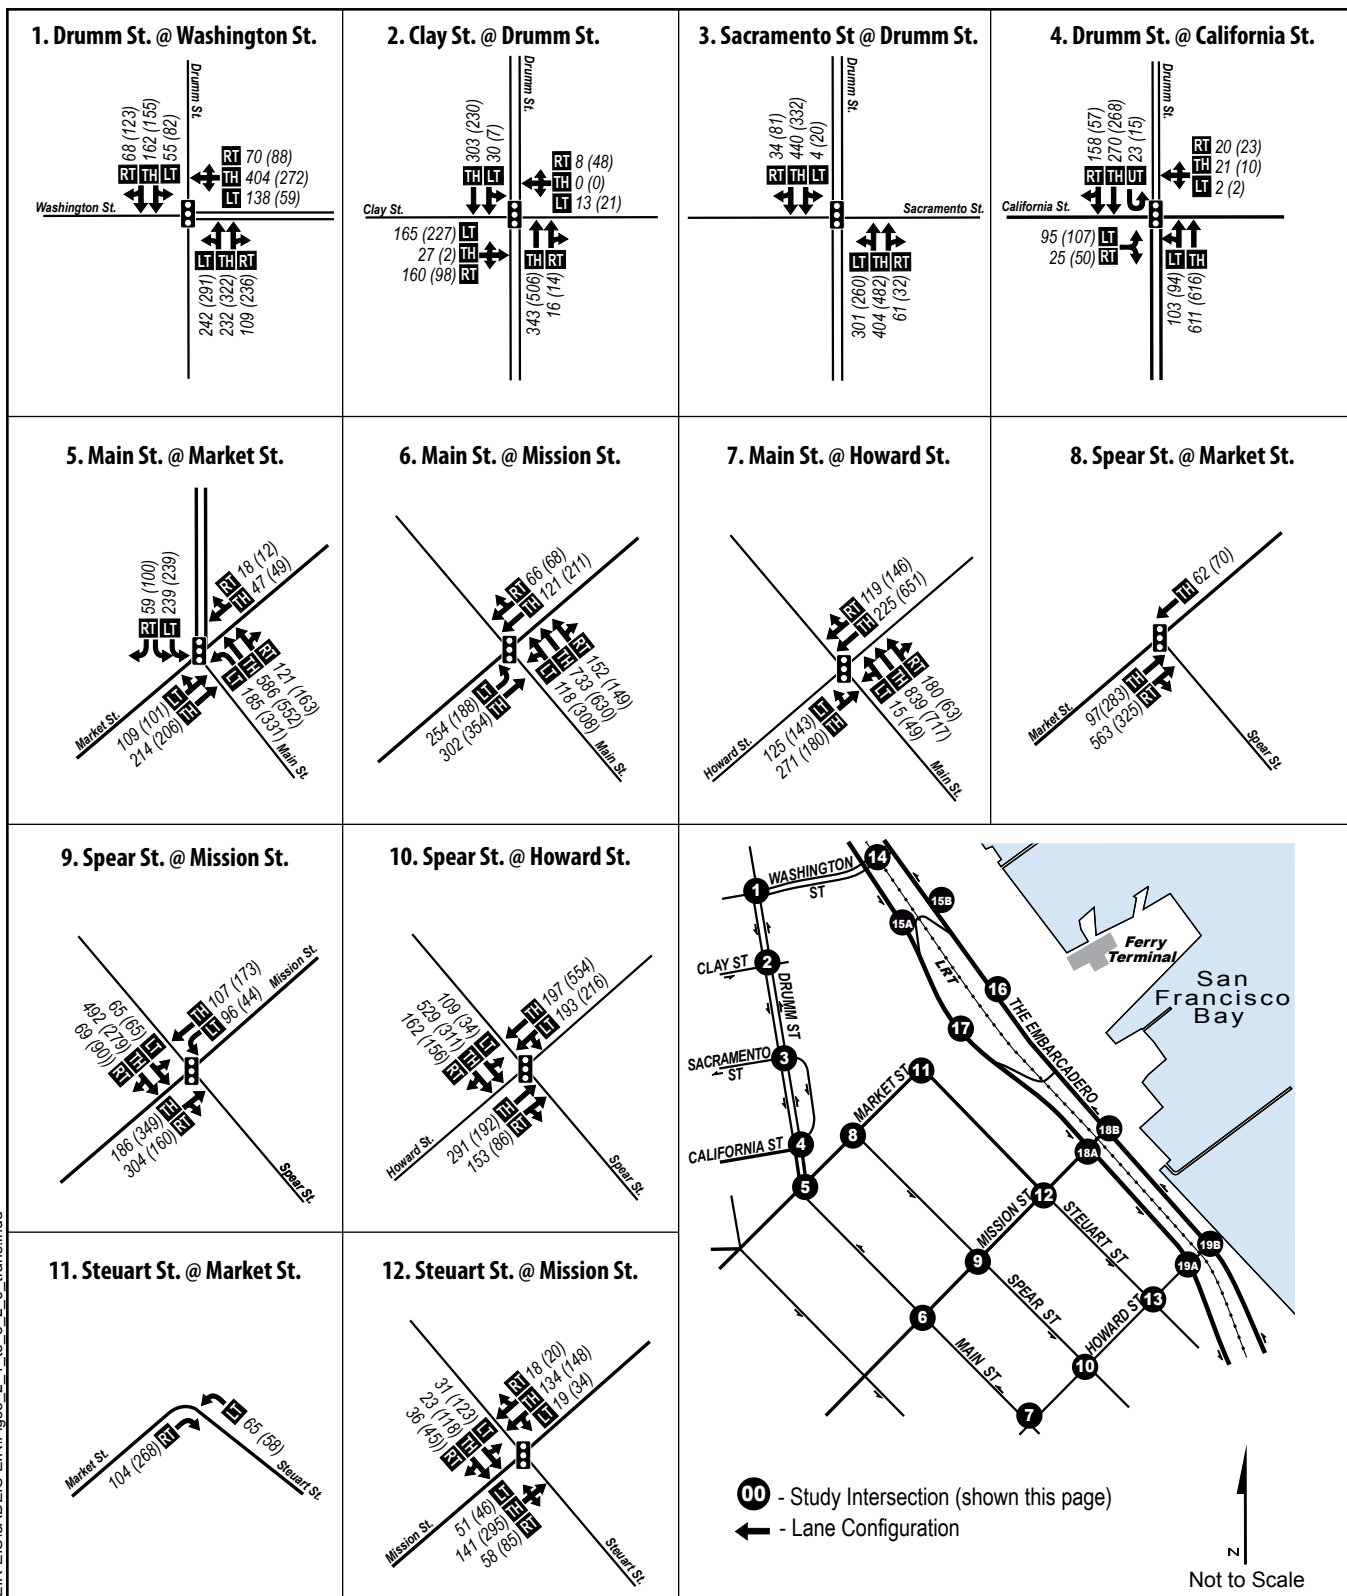 1. Drumm St. @ Washington St.
Drumm St.
68 (123)
162 (155)
55 (82)
RT TH LT
RT 70 (88)
TH 404 (272)
LT 138 (59)
Washington St.
LT TH RT
242 (291)
232 (322)
109 (236)
2. Clay St. @ Drumm St.
Drumm St.
303 (230)
30 (7)
TH LT
RT 8 (48)
TH 0 (0)
LT 13 (21)
Clay St.
165 (227) LT
27 (2) TH
160 (98) RT
TH RT
343 (506)
16 (14)
3. Sacramento St @ Drumm St.
Drumm St.
34 (81)
440 (332)
4 (20)
RT TH LT
Sacramento St.
LT TH RT
301 (260)
404 (482)
61 (32)
4. Drumm St. @ California St.
Drumm St.
158 (57)
270 (268)
23 (15)
RT TH UT
RT 20 (23)
TH 21 (10)
LT 2 (2)
California St.
95 (107) LT
25 (50) RT
LT TH
103 (94)
611 (616)
5. Main St. @ Market St.
59 (100)
239 (239)
RT LT
RT 18 (12)
TH 47 (49)
Market St.
109 (101) LT
214 (206) TH
RT 121 (163)
TH 586 (552)
LT 185 (331)
Main St.
6. Main St. @ Mission St.
RT 66 (68)
TH 121 (211)
254 (188) LT
302 (354) TH
RT 152 (149)
TH 733 (630)
LT 118 (308)
Main St.
7. Main St. @ Howard St.
RT 119 (146)
TH 225 (651)
Howard St.
125 (143) LT
271 (180) TH
RT 180 (63)
TH 839 (717)
LT 15 (49)
Main St.
8. Spear St. @ Market St.
TH 62 (70)
Market St.
97(283) TH
563 (325) RT
Spear St.
9. Spear St. @ Mission St.
65 (65) LT
492 (279) TH
69 (90)) RT
TH 107 (173)
LT 96 (44)
Mission St.
186 (349) TH
304 (160) RT
Spear St.
10. Spear St. @ Howard St.
109 (34) LT
529 (311) TH
162 (156) RT
TH 197 (554)
LT 193 (216)
Howard St.
291 (192) TH
153 (86) RT
Spear St.
11. Steuart St. @ Market St.
Market St.
104 (268) RT
LT 65 (58)
Steuart St.
12. Steuart St. @ Mission St.
31 (123) LT
23 (118) TH
36 (45)) RT
RT 18 (20)
TH 134 (148)
LT 19 (34)
Mission St.
51 (46) LT
141 (295) TH
58 (85) RT
Steuart St.
14
1
WASHINGTON
ST
15B
15A
Ferry
Terminal
CLAY ST
2
DRUMM ST
LRT
16
San
Francisco
Bay
THE EMBARCADERO
17
SACRAMENTO
ST
3
MARKET ST
11
CALIFORNIA ST
4
8
18B
18A
5
12
MISSION ST
STEUART ST
9
19B
19A
SPEAR ST
13
HOWARD ST
6
MAIN ST
10
7
00 - Study Intersection (shown this page)
- Lane Configuration
N
Not to Scale